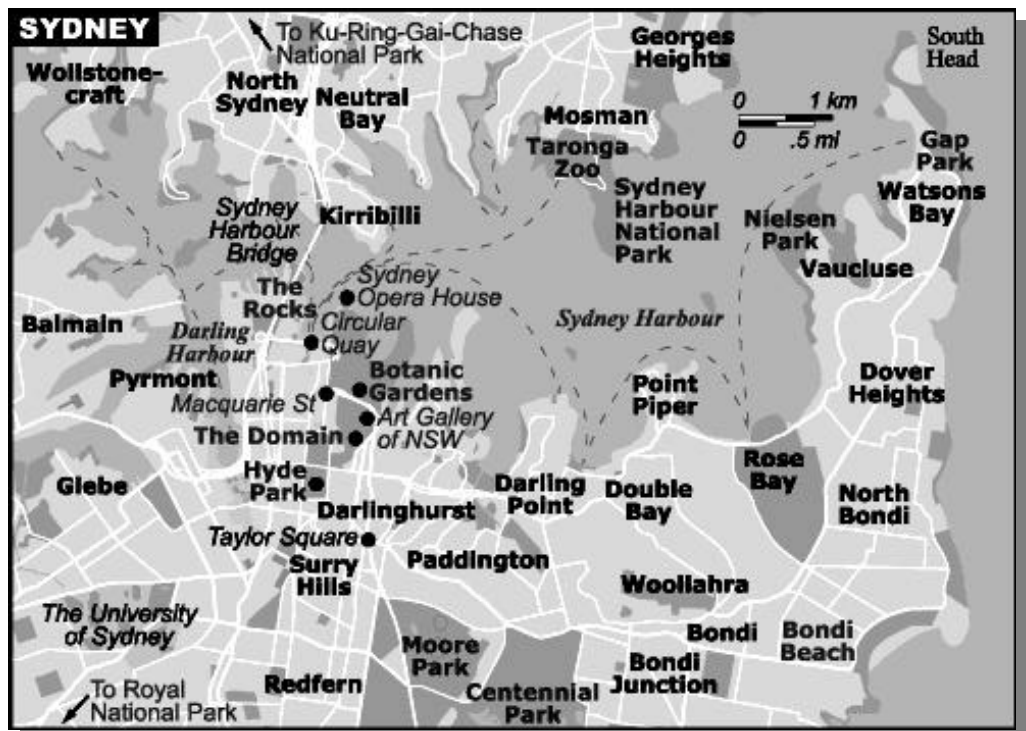 SYDNEY
To Ku-Ring-Gai-Chase
National Park
Georges
Heights
South
Head
Wollstone-
craft
North
Sydney
Neutral
Bay
0 1 km
0 .5 mi
Mosman
Taronga
Zoo
Gap
Park
Sydney
Harbour
National
Park
Watsons
Bay
Sydney
Harbour
Bridge
Kirribilli
Nielsen
Park
Vaucluse
The
Rocks
Sydney
Opera House
Circular
Quay
Sydney Harbour
Balmain
Darling
Harbour
Pyrmont
Macquarie St
Botanic
Gardens
Point
Piper
Dover
Heights
Art Gallery
of NSW
The Domain
Hyde
Park
Glebe
Darling
Point
Double
Bay
Rose
Bay
North
Bondi
Darlinghurst
Taylor Square
Surry
Hills
Paddington
Woollahra
The University
of Sydney
Moore
Park
Bondi
Bondi
Beach
Bondi
Junction
Redfern
Centennial
Park
To Royal
National Park